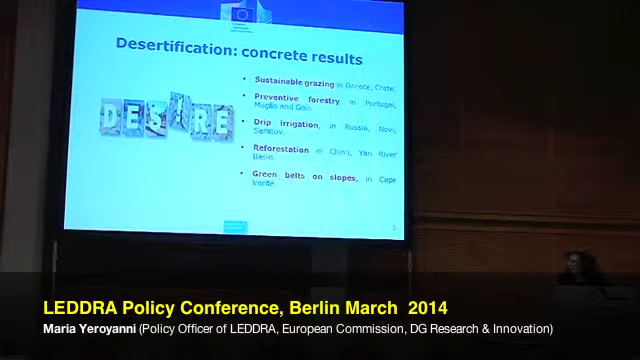 Desertification: concrete results
DESIRE
• Sustainable grazing in Greece, Crete.
• Preventive forestry in Portugal,
Mação and Gois.
• Drip irrigation, in Russia, Novi,
Saratov.
• Reforestation in China, Yan River
Basin.
• Green belts on slopes, in Cape
Verde.
5
LEDDRA Policy Conference, Berlin March 2014
Maria Yeroyanni (Policy Officer of LEDDRA, European Commission, DG Research & Innovation)